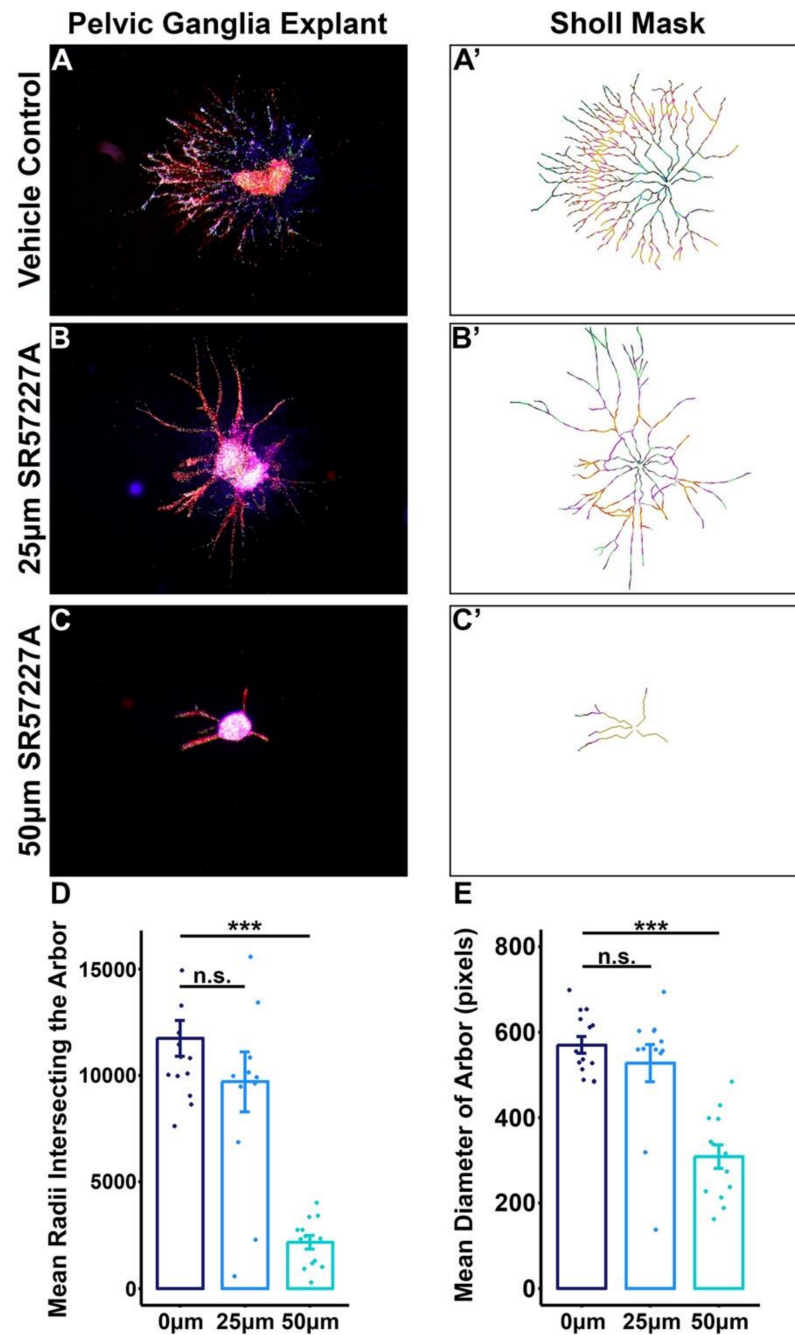 Pelvic Ganglia Explant
Sholl Mask
Vehicle Control
A
A’
25µm SR57227A
B
B’
50µm SR57227A
C
C’
D
Mean Radii Intersecting the Arbor
***
n.s.
15000
10000
5000
0
0µm 25µm 50µm
E
Mean Diameter of Arbor (pixels)
***
n.s.
800
600
400
200
0
0µm 25µm 50µm